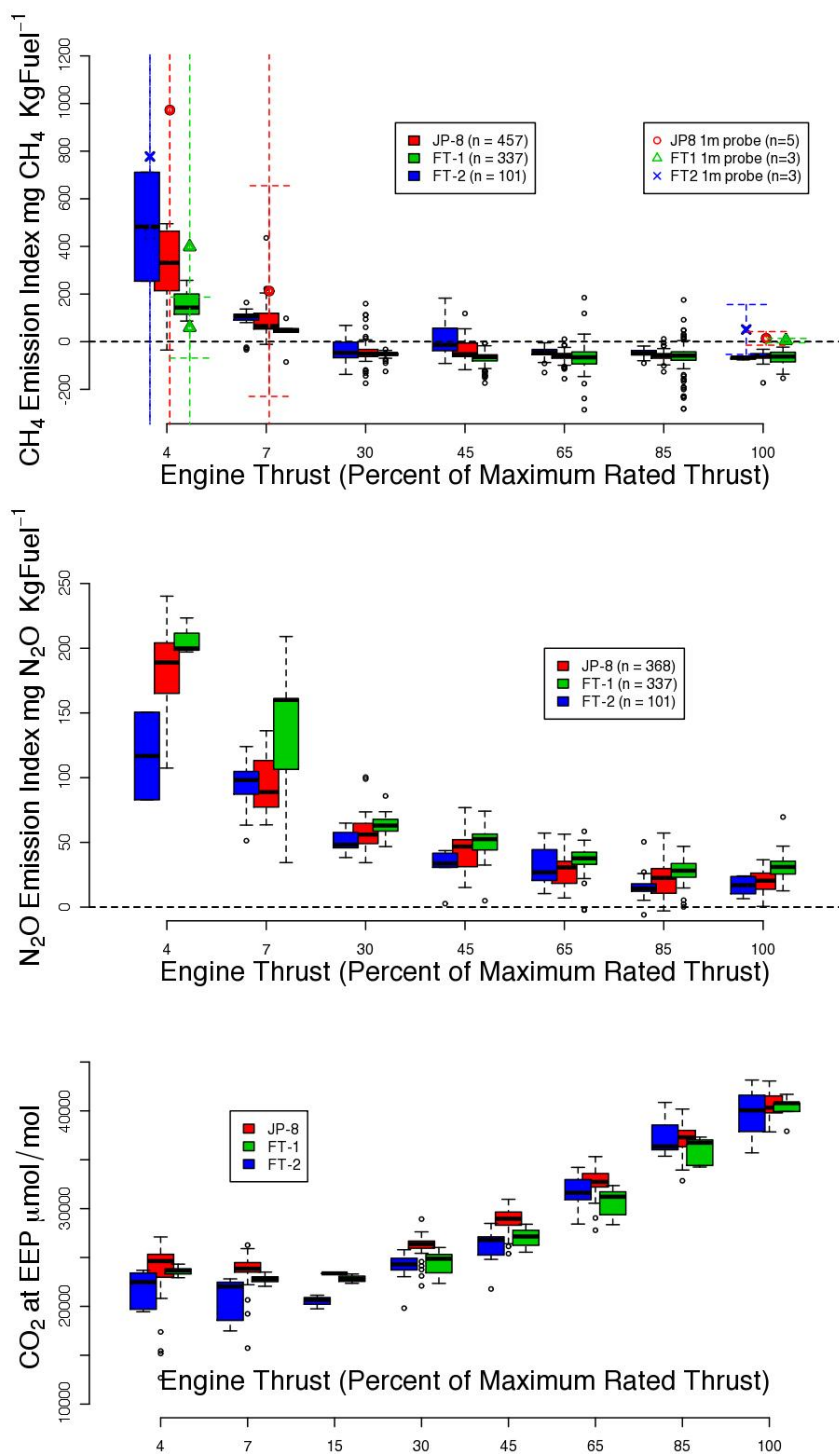 CH₄ Emission Index mg CH₄ KgFuel⁻¹
1200
1000
800
600
400
200
0
-200
JP-8 (n = 457)
FT-1 (n = 337)
FT-2 (n = 101)
JP8 1m probe (n=5)
FT1 1m probe (n=3)
FT2 1m probe (n=3)
4 7 30 45 65 85 100
Engine Thrust (Percent of Maximum Rated Thrust)
N₂O Emission Index mg N₂O KgFuel⁻¹
250
200
150
100
50
0
JP-8 (n = 368)
FT-1 (n = 337)
FT-2 (n = 101)
4 7 30 45 65 85 100
Engine Thrust (Percent of Maximum Rated Thrust)
CO₂ at EEP μmol/mol
40000
30000
20000
10000
JP-8
FT-1
FT-2
Engine Thrust (Percent of Maximum Rated Thrust)
4 7 15 30 45 65 85 100